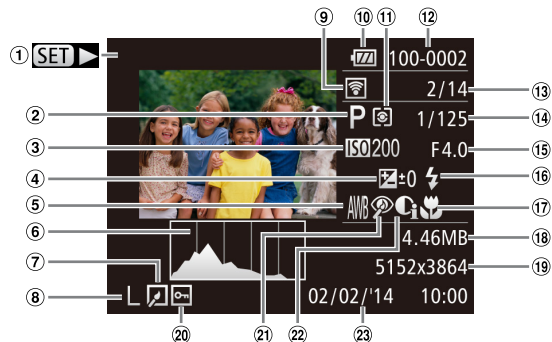 ⑨ ⑩ ⑪ ⑫
① SET 100-0002
2/14 ⑬
② P 1/125 ⑭
③ ISO200 F4.0 ⑮
④ ±0 ⑯
⑤ AWB i ⑰
⑥ 4.46MB ⑱
⑦ 5152x3864 ⑲
⑧ L 02/02/'14 10:00
⑳ ㉑ ㉒ ㉓